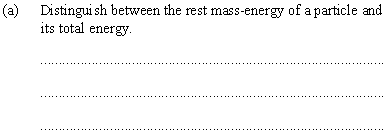 (a) Distinguish between the rest mass-energy of a particle and
its total energy.